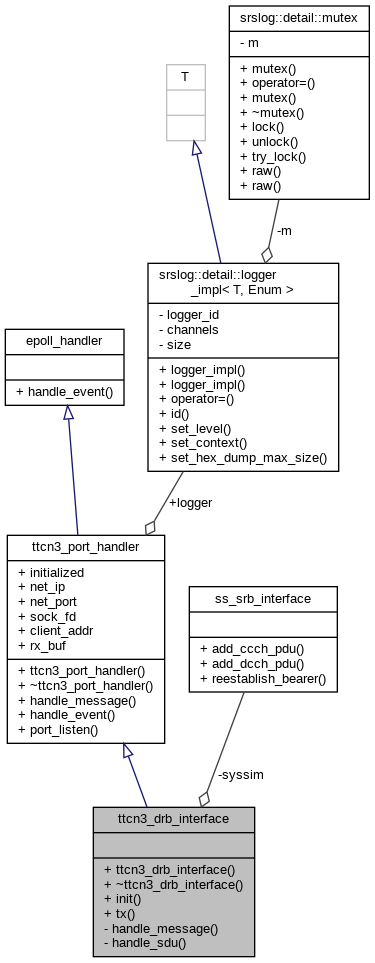 srslog::detail::mutex
- m
+ mutex()
+ operator=()
+ mutex()
+ ~mutex()
+ lock()
+ unlock()
+ try_lock()
+ raw()
+ raw()
T
-m
srslog::detail::logger
_impl< T, Enum >
- logger_id
- channels
- size
+ logger_impl()
+ logger_impl()
+ operator=()
+ id()
+ set_level()
+ set_context()
+ set_hex_dump_max_size()
epoll_handler
+ handle_event()
+logger
ttcn3_port_handler
+ initialized
+ net_ip
+ net_port
+ sock_fd
+ client_addr
+ rx_buf
+ ttcn3_port_handler()
+ ~ttcn3_port_handler()
+ handle_message()
+ handle_event()
+ port_listen()
ss_srb_interface
+ add_ccch_pdu()
+ add_dcch_pdu()
+ reestablish_bearer()
-syssim
ttcn3_drb_interface
+ ttcn3_drb_interface()
+ ~ttcn3_drb_interface()
+ init()
+ tx()
- handle_message()
- handle_sdu()